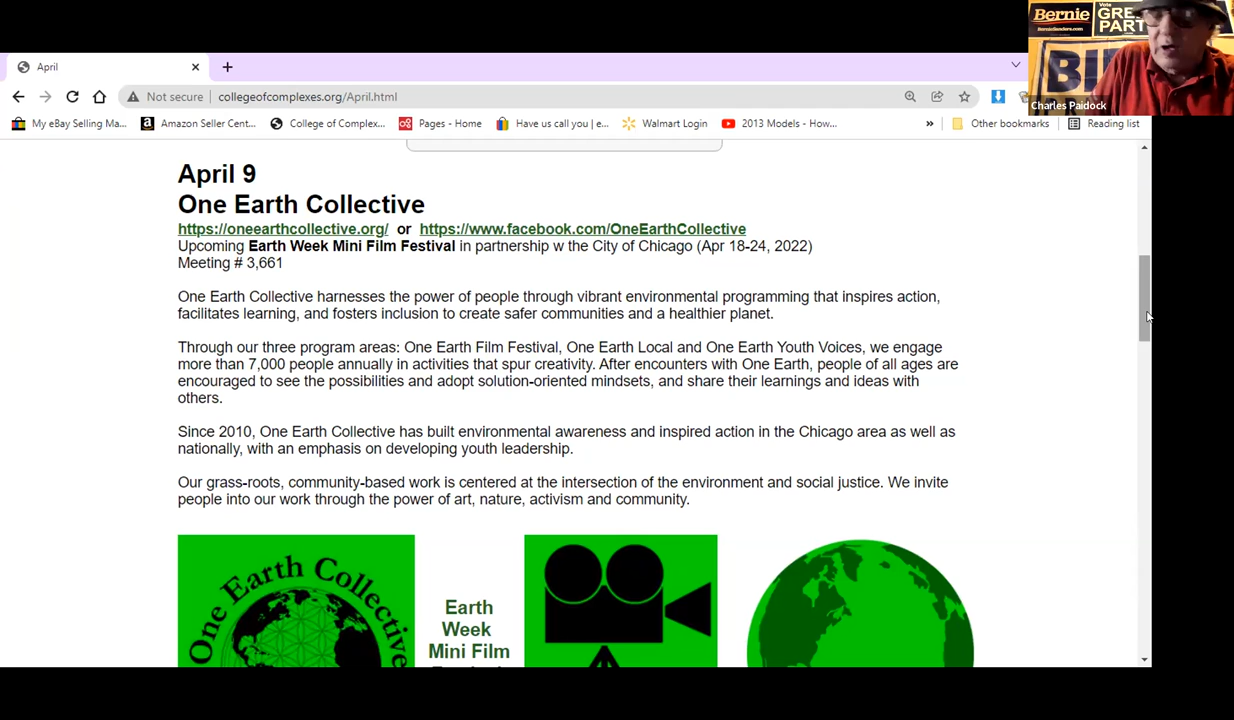 Bernie
BernieSanders.com
Vote
GRE
PART
BI
Charles Paidock
April
Not secure
collegeofcomplexes.org/April.html
My eBay Selling Ma...
Amazon Seller Cent...
College of Complex...
Pages - Home
Have us call you | e...
Walmart Login
2013 Models - How...
»
Other bookmarks
Reading list
April 9
One Earth Collective
https://oneearthcollective.org/ or https://www.facebook.com/OneEarthCollective
Upcoming Earth Week Mini Film Festival in partnership w the City of Chicago (Apr 18-24, 2022)
Meeting # 3,661
One Earth Collective harnesses the power of people through vibrant environmental programming that inspires action,
facilitates learning, and fosters inclusion to create safer communities and a healthier planet.
Through our three program areas: One Earth Film Festival, One Earth Local and One Earth Youth Voices, we engage
more than 7,000 people annually in activities that spur creativity. After encounters with One Earth, people of all ages are
encouraged to see the possibilities and adopt solution-oriented mindsets, and share their learnings and ideas with
others.
Since 2010, One Earth Collective has built environmental awareness and inspired action in the Chicago area as well as
nationally, with an emphasis on developing youth leadership.
Our grass-roots, community-based work is centered at the intersection of the environment and social justice. We invite
people into our work through the power of art, nature, activism and community.
One Earth Collective
Earth
Week
Mini Film